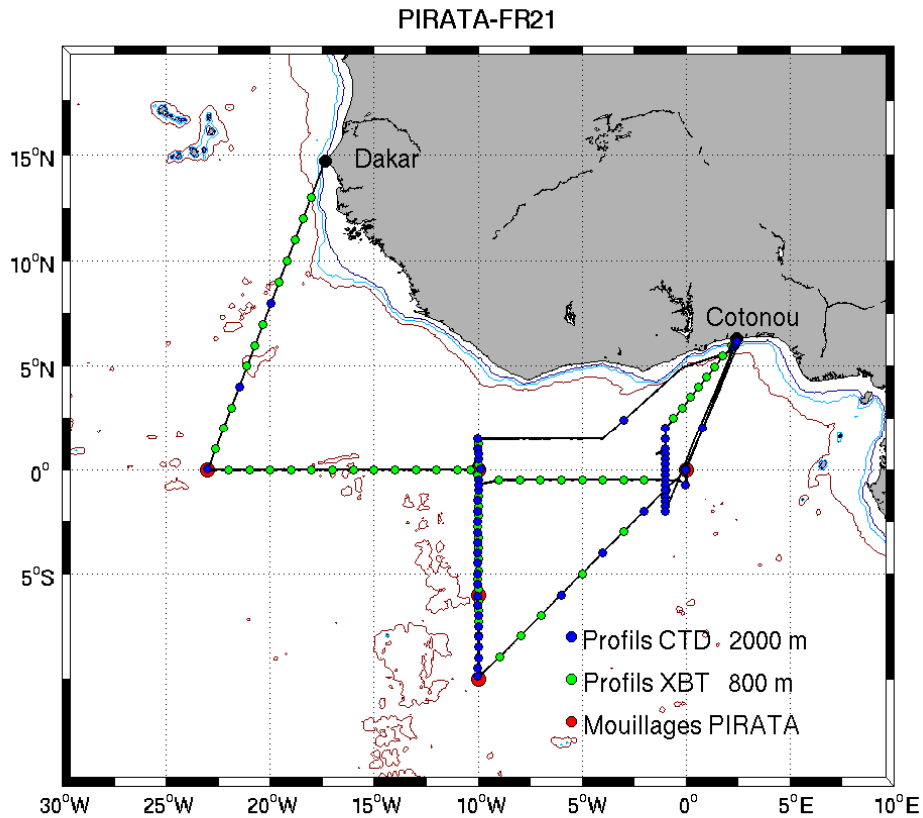 PIRATA-FR21
15°N
10°N
5°N
0°
5°S
Dakar
Cotonou
Profils CTD 2000 m
Profils XBT 800 m
Mouillages PIRATA
30°W 25°W 20°W 15°W 10°W 5°W 0° 5°E 10°E